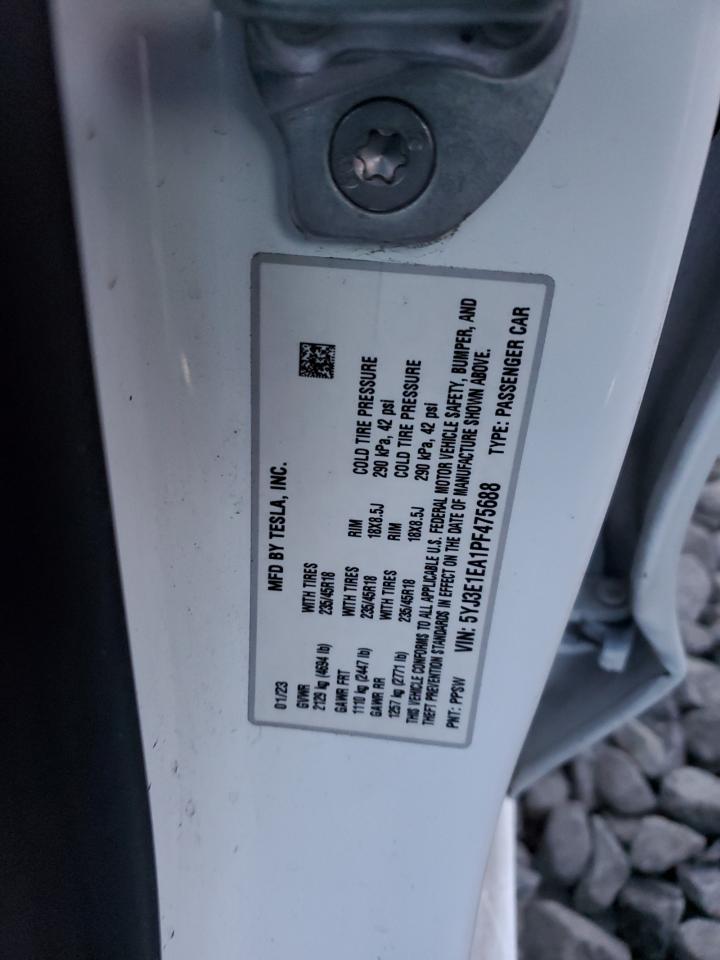 MFD BY TESLA, INC.
01/23
GVWR WITH TIRES RIM COLD TIRE PRESSURE
2129 kg (4694 lb) 235/45R18 18X8.5J 290 kPa, 42 psi
GAWR FRT WITH TIRES RIM COLD TIRE PRESSURE
1110 kg (2447 lb) 235/45R18 18X8.5J 290 kPa, 42 psi
GAWR RR WITH TIRES
1257 kg (2771 lb) 235/45R18
THIS VEHICLE CONFORMS TO ALL APPLICABLE U.S. FEDERAL MOTOR VEHICLE SAFETY, BUMPER, AND
THEFT PREVENTION STANDARDS IN EFFECT ON THE DATE OF MANUFACTURE SHOWN ABOVE.
PNT: PPSW VIN: 5YJ3E1EA1PF475688 TYPE: PASSENGER CAR